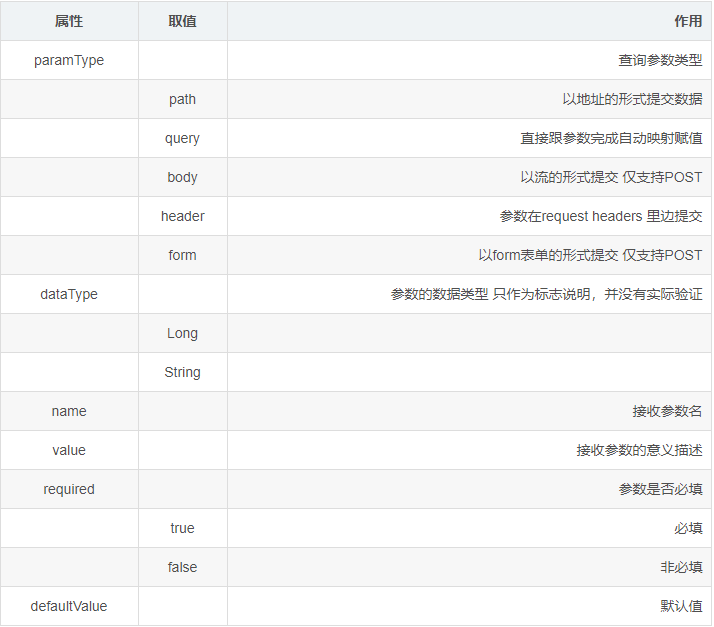 属性 取值 作用
paramType 查询参数类型
path 以地址的形式提交数据
query 直接跟参数完成自动映射赋值
body 以流的形式提交 仅支持POST
header 参数在request headers 里边提交
form 以form表单的形式提交 仅支持POST
dataType 参数的数据类型 只作为标志说明，并没有实际验证
Long
String
name 接收参数名
value 接收参数的意义描述
required 参数是否必填
true 必填
false 非必填
defaultValue 默认值